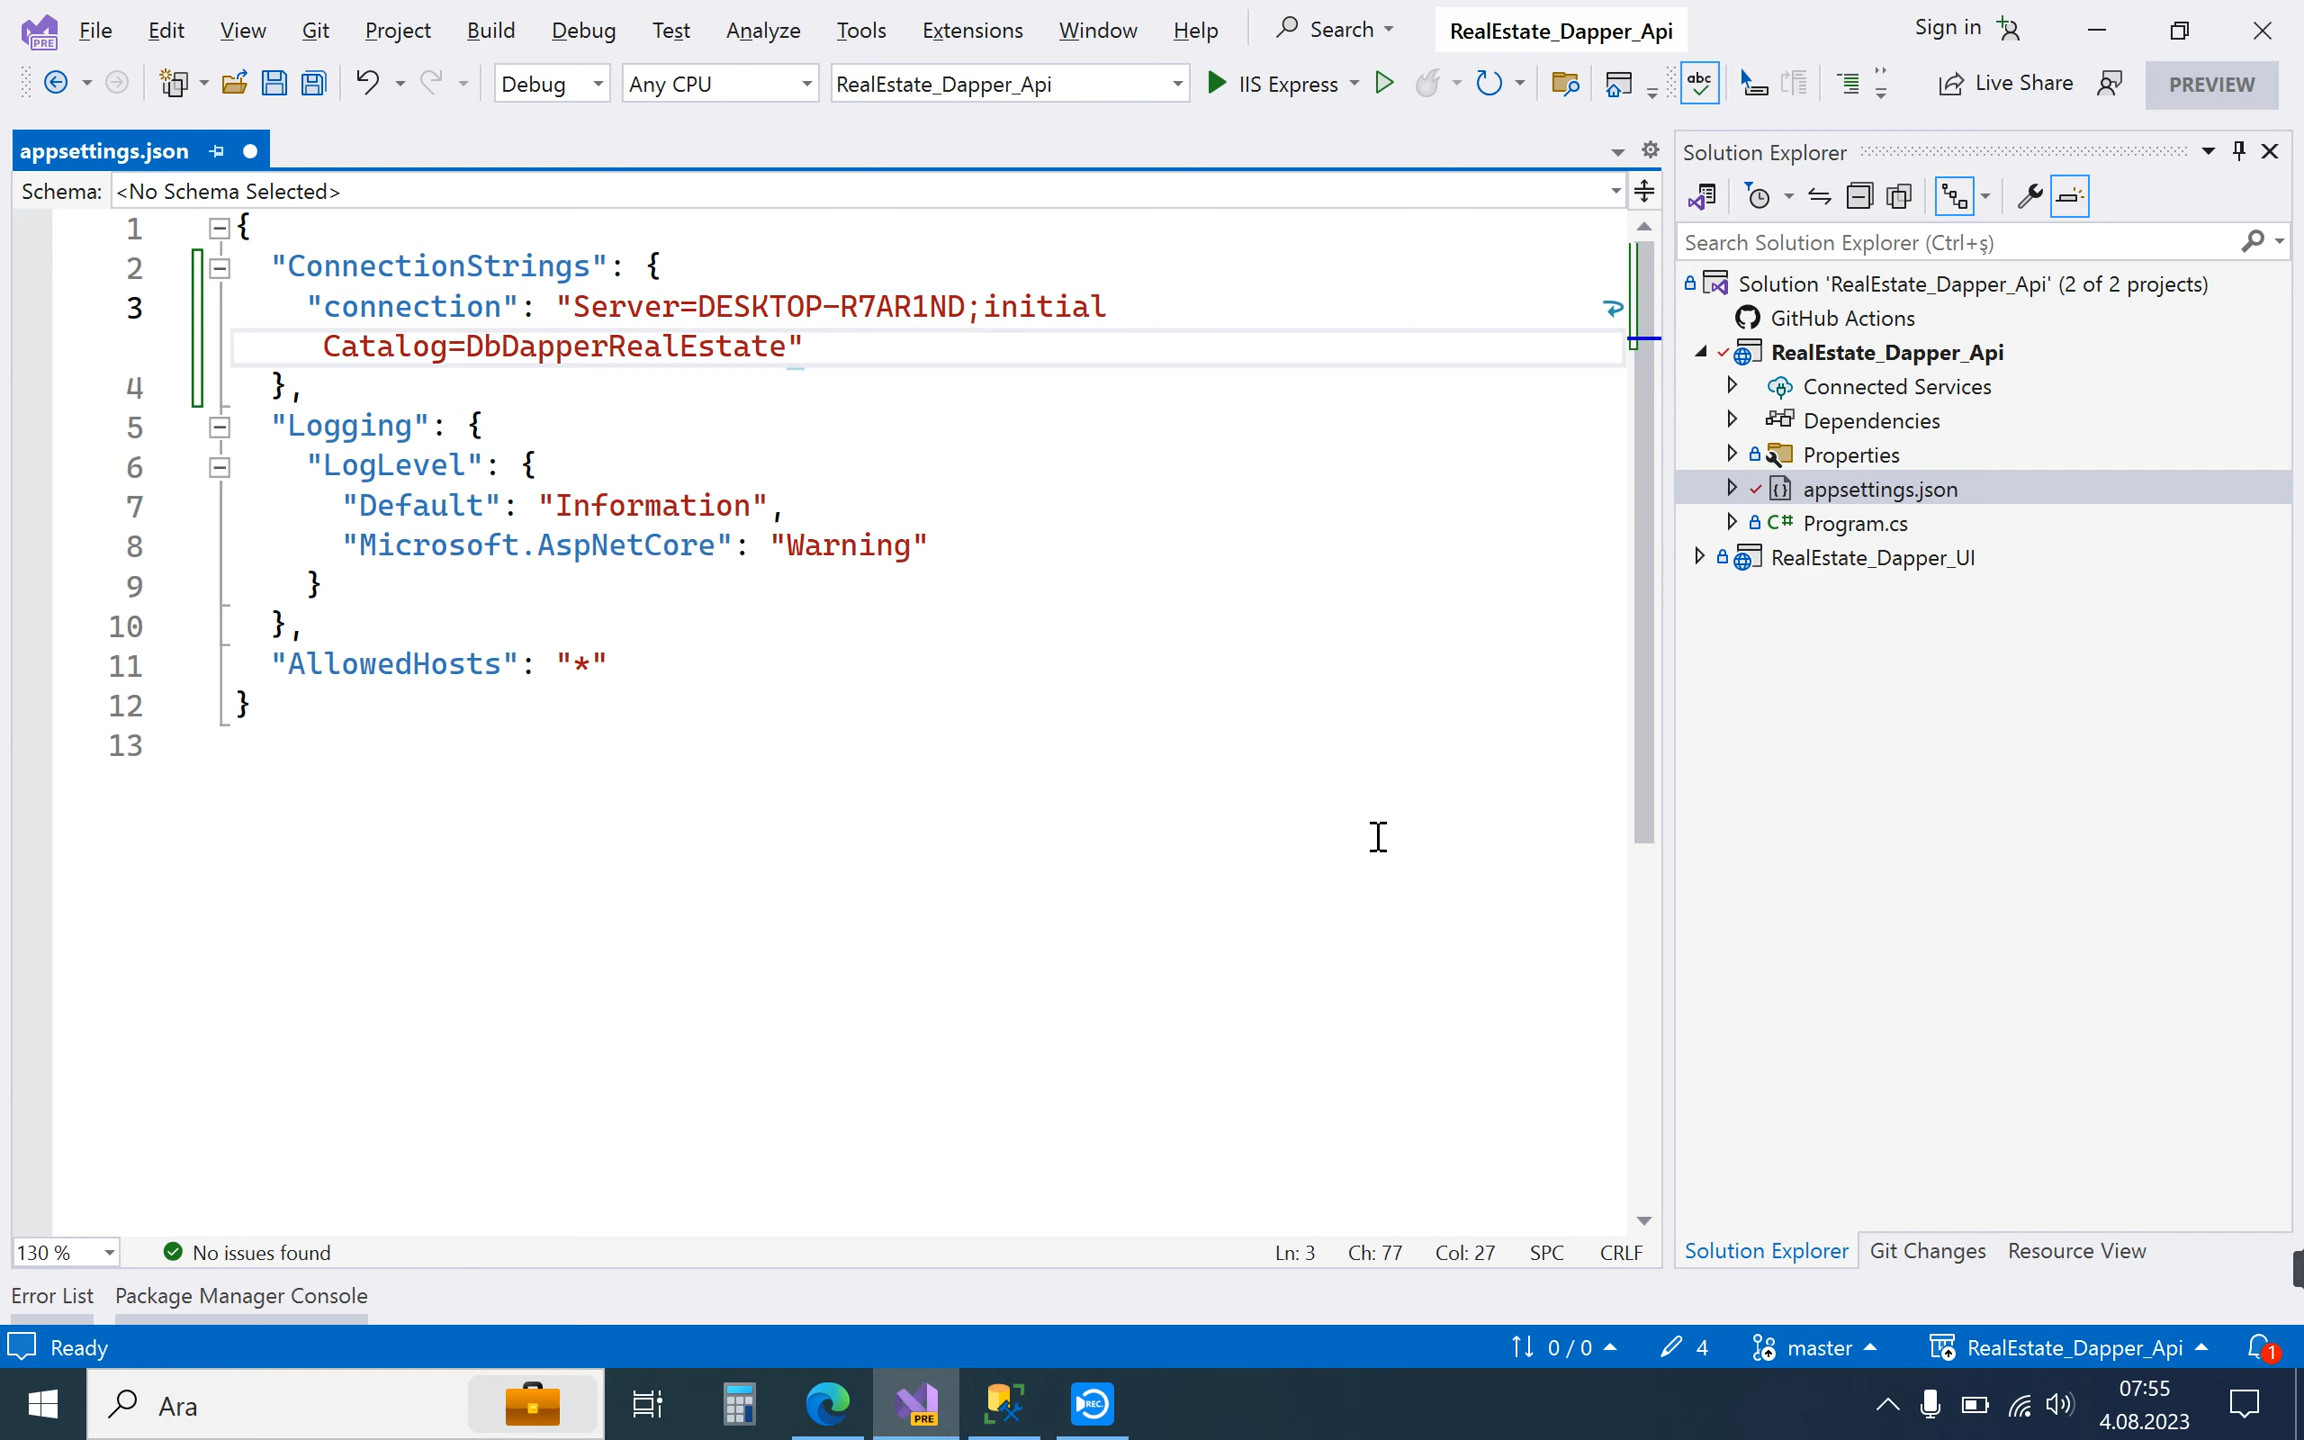 File Edit View Git Project Build Debug Test Analyze Tools Extensions Window Help Search RealEstate_Dapper_Api Sign in
PRE
Debug Any CPU RealEstate_Dapper_Api IIS Express abc Live Share PREVIEW
appsettings.json
Schema: <No Schema Selected>
1 {
2 "ConnectionStrings": {
3 "connection": "Server=DESKTOP-R7AR1ND;initial
Catalog=DbDapperRealEstate"
4 },
5 "Logging": {
6 "LogLevel": {
7 "Default": "Information",
8 "Microsoft.AspNetCore": "Warning"
9 }
10 },
11 "AllowedHosts": "*"
12 }
13
130 % No issues found Ln: 3 Ch: 77 Col: 27 SPC CRLF
Solution Explorer
Search Solution Explorer (Ctrl+ş)
Solution 'RealEstate_Dapper_Api' (2 of 2 projects)
GitHub Actions
RealEstate_Dapper_Api
Connected Services
Dependencies
Properties
appsettings.json
C# Program.cs
RealEstate_Dapper_UI
Solution Explorer Git Changes Resource View
Error List Package Manager Console
Ready 0 / 0 4 master RealEstate_Dapper_Api 1
Ara PRE REC 07:55
4.08.2023